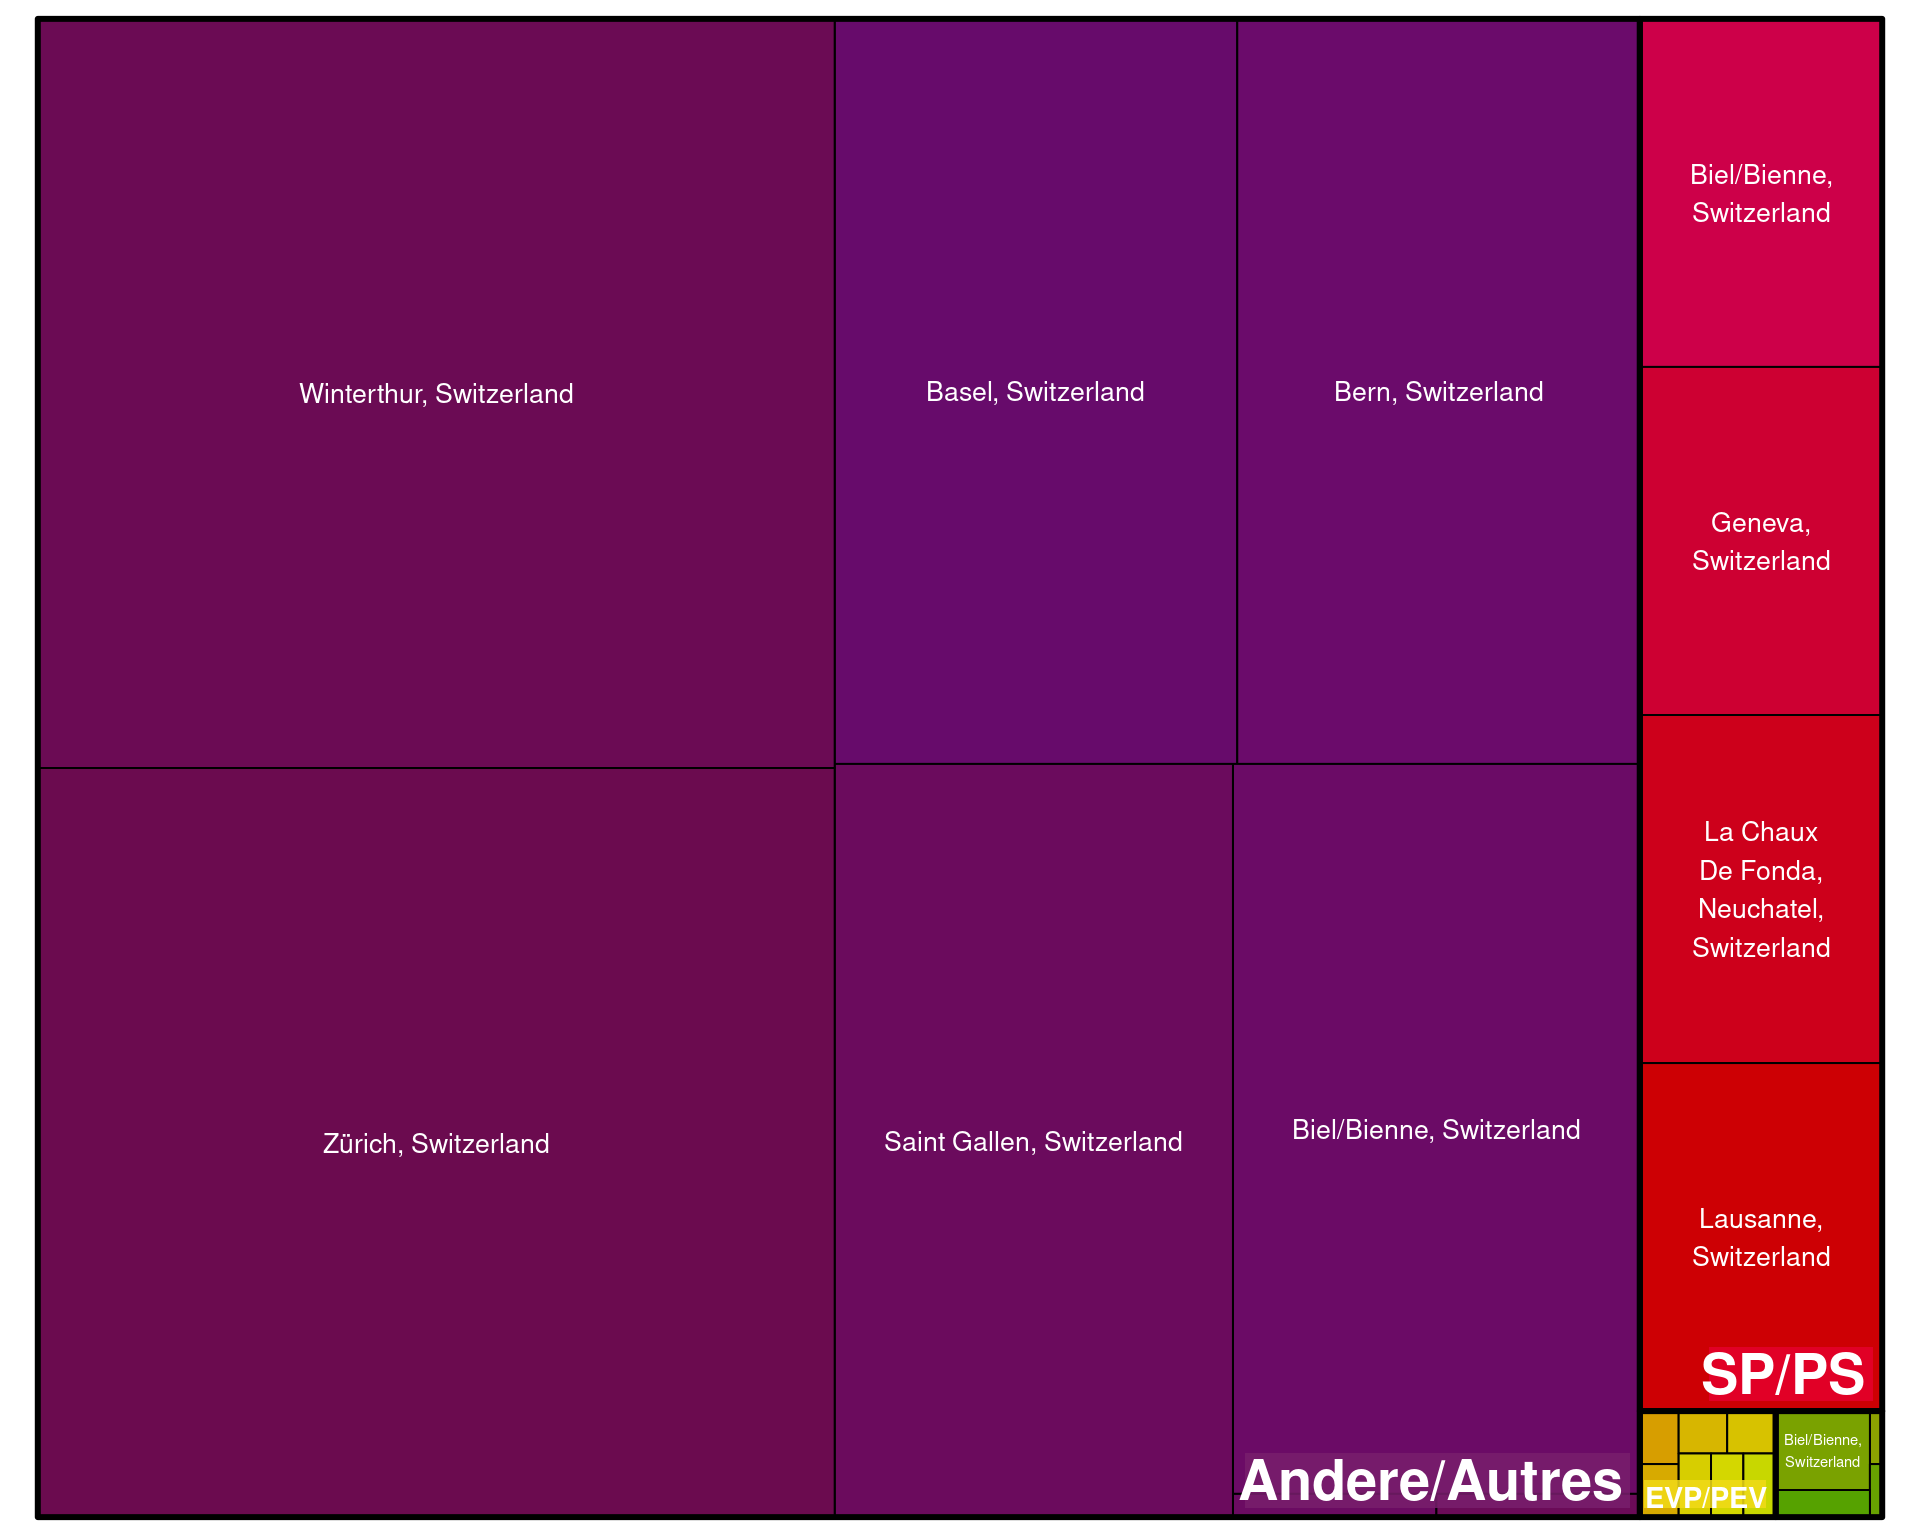 Winterthur, Switzerland
Basel, Switzerland
Bern, Switzerland
Biel/Bienne,
Switzerland
Geneva,
Switzerland
La Chaux
De Fonda,
Neuchatel,
Switzerland
Zürich, Switzerland
Saint Gallen, Switzerland
Biel/Bienne, Switzerland
Lausanne,
Switzerland
SP/PS
Andere/Autres
EVP/PEV
Biel/Bienne,
Switzerland